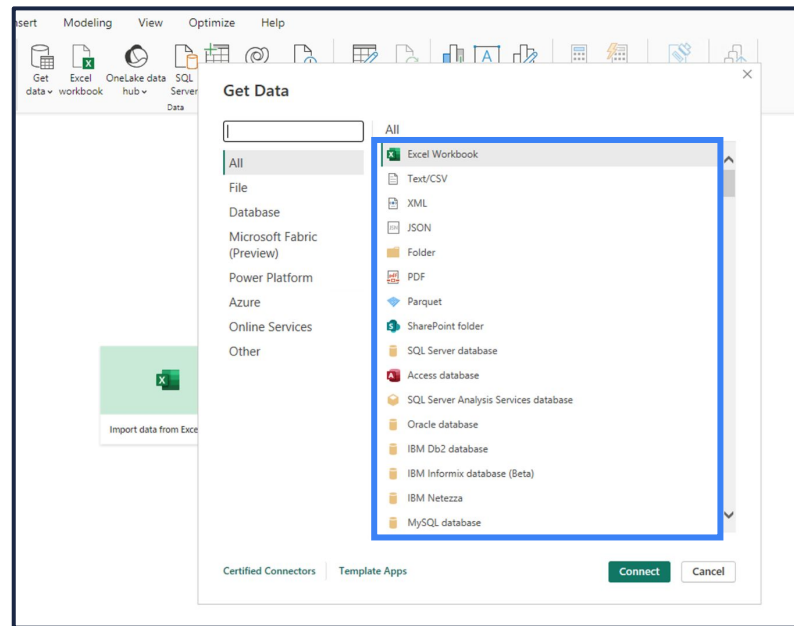 nsert Modeling View Optimize Help
Get data
Excel workbook
OneLake data hub
SQL Server
Data
Get Data
All
File
Database
Microsoft Fabric
(Preview)
Power Platform
Azure
Online Services
Other
All
Excel Workbook
Text/CSV
XML
JSON
Folder
PDF
Parquet
SharePoint folder
SQL Server database
Access database
SQL Server Analysis Services database
Oracle database
IBM Db2 database
IBM Informix database (Beta)
IBM Netezza
MySQL database
Import data from Exce
Certified Connectors Template Apps
Connect Cancel